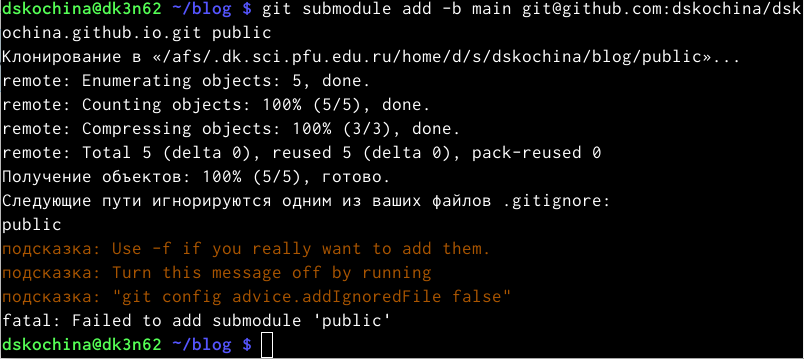 dskochina@dk3n62 ~/blog $ git submodule add -b main git@github.com:dskochina/dsk
ochina.github.io.git public
Клонирование в «/afs/.dk.sci.pfu.edu.ru/home/d/s/dskochina/blog/public»...
remote: Enumerating objects: 5, done.
remote: Counting objects: 100% (5/5), done.
remote: Compressing objects: 100% (3/3), done.
remote: Total 5 (delta 0), reused 5 (delta 0), pack-reused 0
Получение объектов: 100% (5/5), готово.
Следующие пути игнорируются одним из ваших файлов .gitignore:
public
подсказка: Use -f if you really want to add them.
подсказка: Turn this message off by running
подсказка: "git config advice.addIgnoredFile false"
fatal: Failed to add submodule 'public'
dskochina@dk3n62 ~/blog $